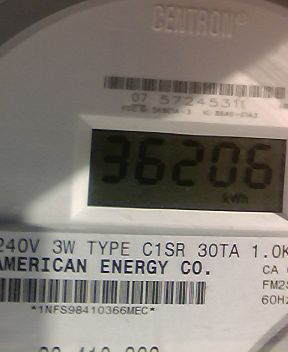 CENTRON®
07 57245311
36206
kWh
240V 3W TYPE C1SR 30TA 1.0K
AMERICAN ENERGY CO.
CA
FM2S
60Hz
*1NFS98410366MEC*